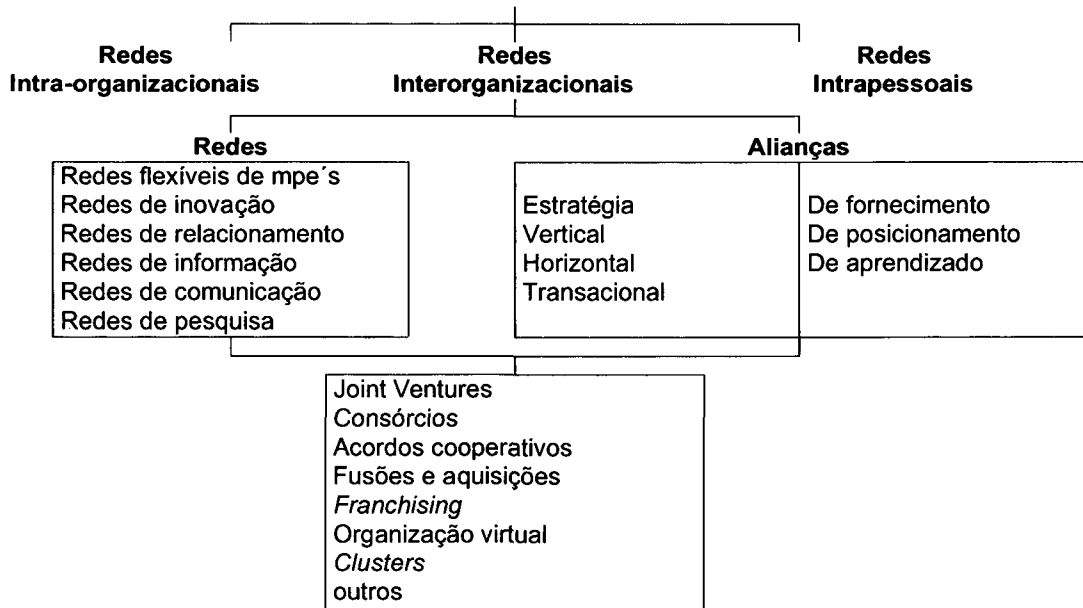 Redes
Intra-organizacionais
Redes
Interorganizacionais
Redes
Intrapessoais
Redes
Redes flexíveis de mpe´s
Redes de inovação
Redes de relacionamento
Redes de informação
Redes de comunicação
Redes de pesquisa
Alianças
Estratégia
Vertical
Horizontal
Transacional
De fornecimento
De posicionamento
De aprendizado
Joint Ventures
Consórcios
Acordos cooperativos
Fusões e aquisições
Franchising
Organização virtual
Clusters
outros